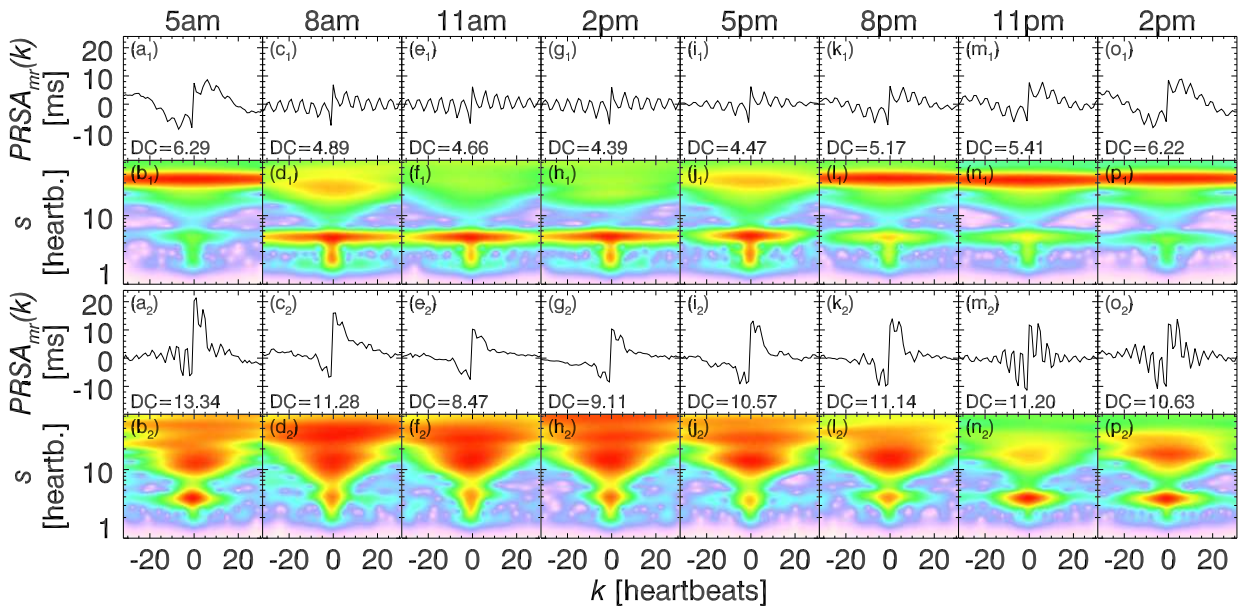 5am 8am 11am 2pm 5pm 8pm 11pm 2pm
PRSAmr(k) [ms]
20
10
0
-10
(a1) (c1) (e1) (g1) (i1) (k1) (m1) (o1)
DC=6.29 DC=4.89 DC=4.66 DC=4.39 DC=4.47 DC=5.17 DC=5.41 DC=6.22
s [heartb.]
10
1
(b1) (d1) (f1) (h1) (j1) (l1) (n1) (p1)
PRSAmr(k) [ms]
20
10
0
-10
(a2) (c2) (e2) (g2) (i2) (k2) (m2) (o2)
DC=13.34 DC=11.28 DC=8.47 DC=9.11 DC=10.57 DC=11.14 DC=11.20 DC=10.63
s [heartb.]
10
1
(b2) (d2) (f2) (h2) (j2) (l2) (n2) (p2)
-20 0 20 -20 0 20 -20 0 20 -20 0 20 -20 0 20 -20 0 20 -20 0 20 -20 0 20
k [heartbeats]